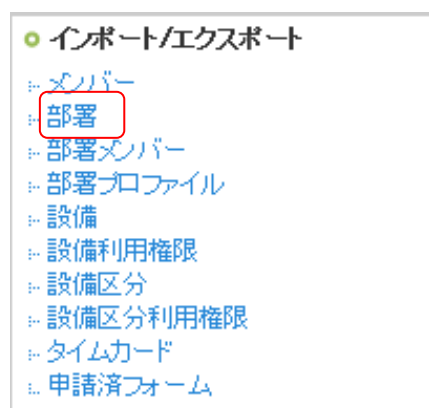 インポート/エクスポート
メンバー
部署
部署メンバー
部署プロファイル
設備
設備利用権限
設備区分
設備区分利用権限
タイムカード
申請済フォーム